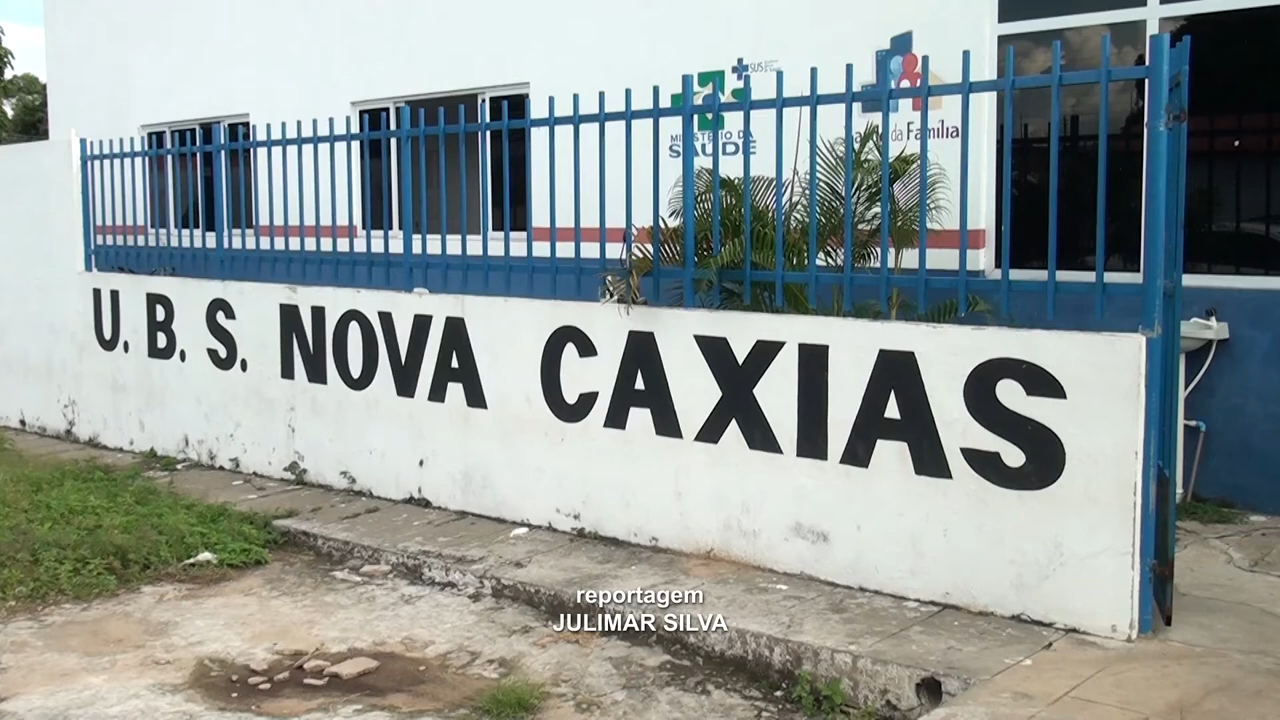 SUS
MINISTÉRIO DA
SAÚDE
da Família
U.B.S. NOVA CAXIAS
reportagem
JULIMAR SILVA